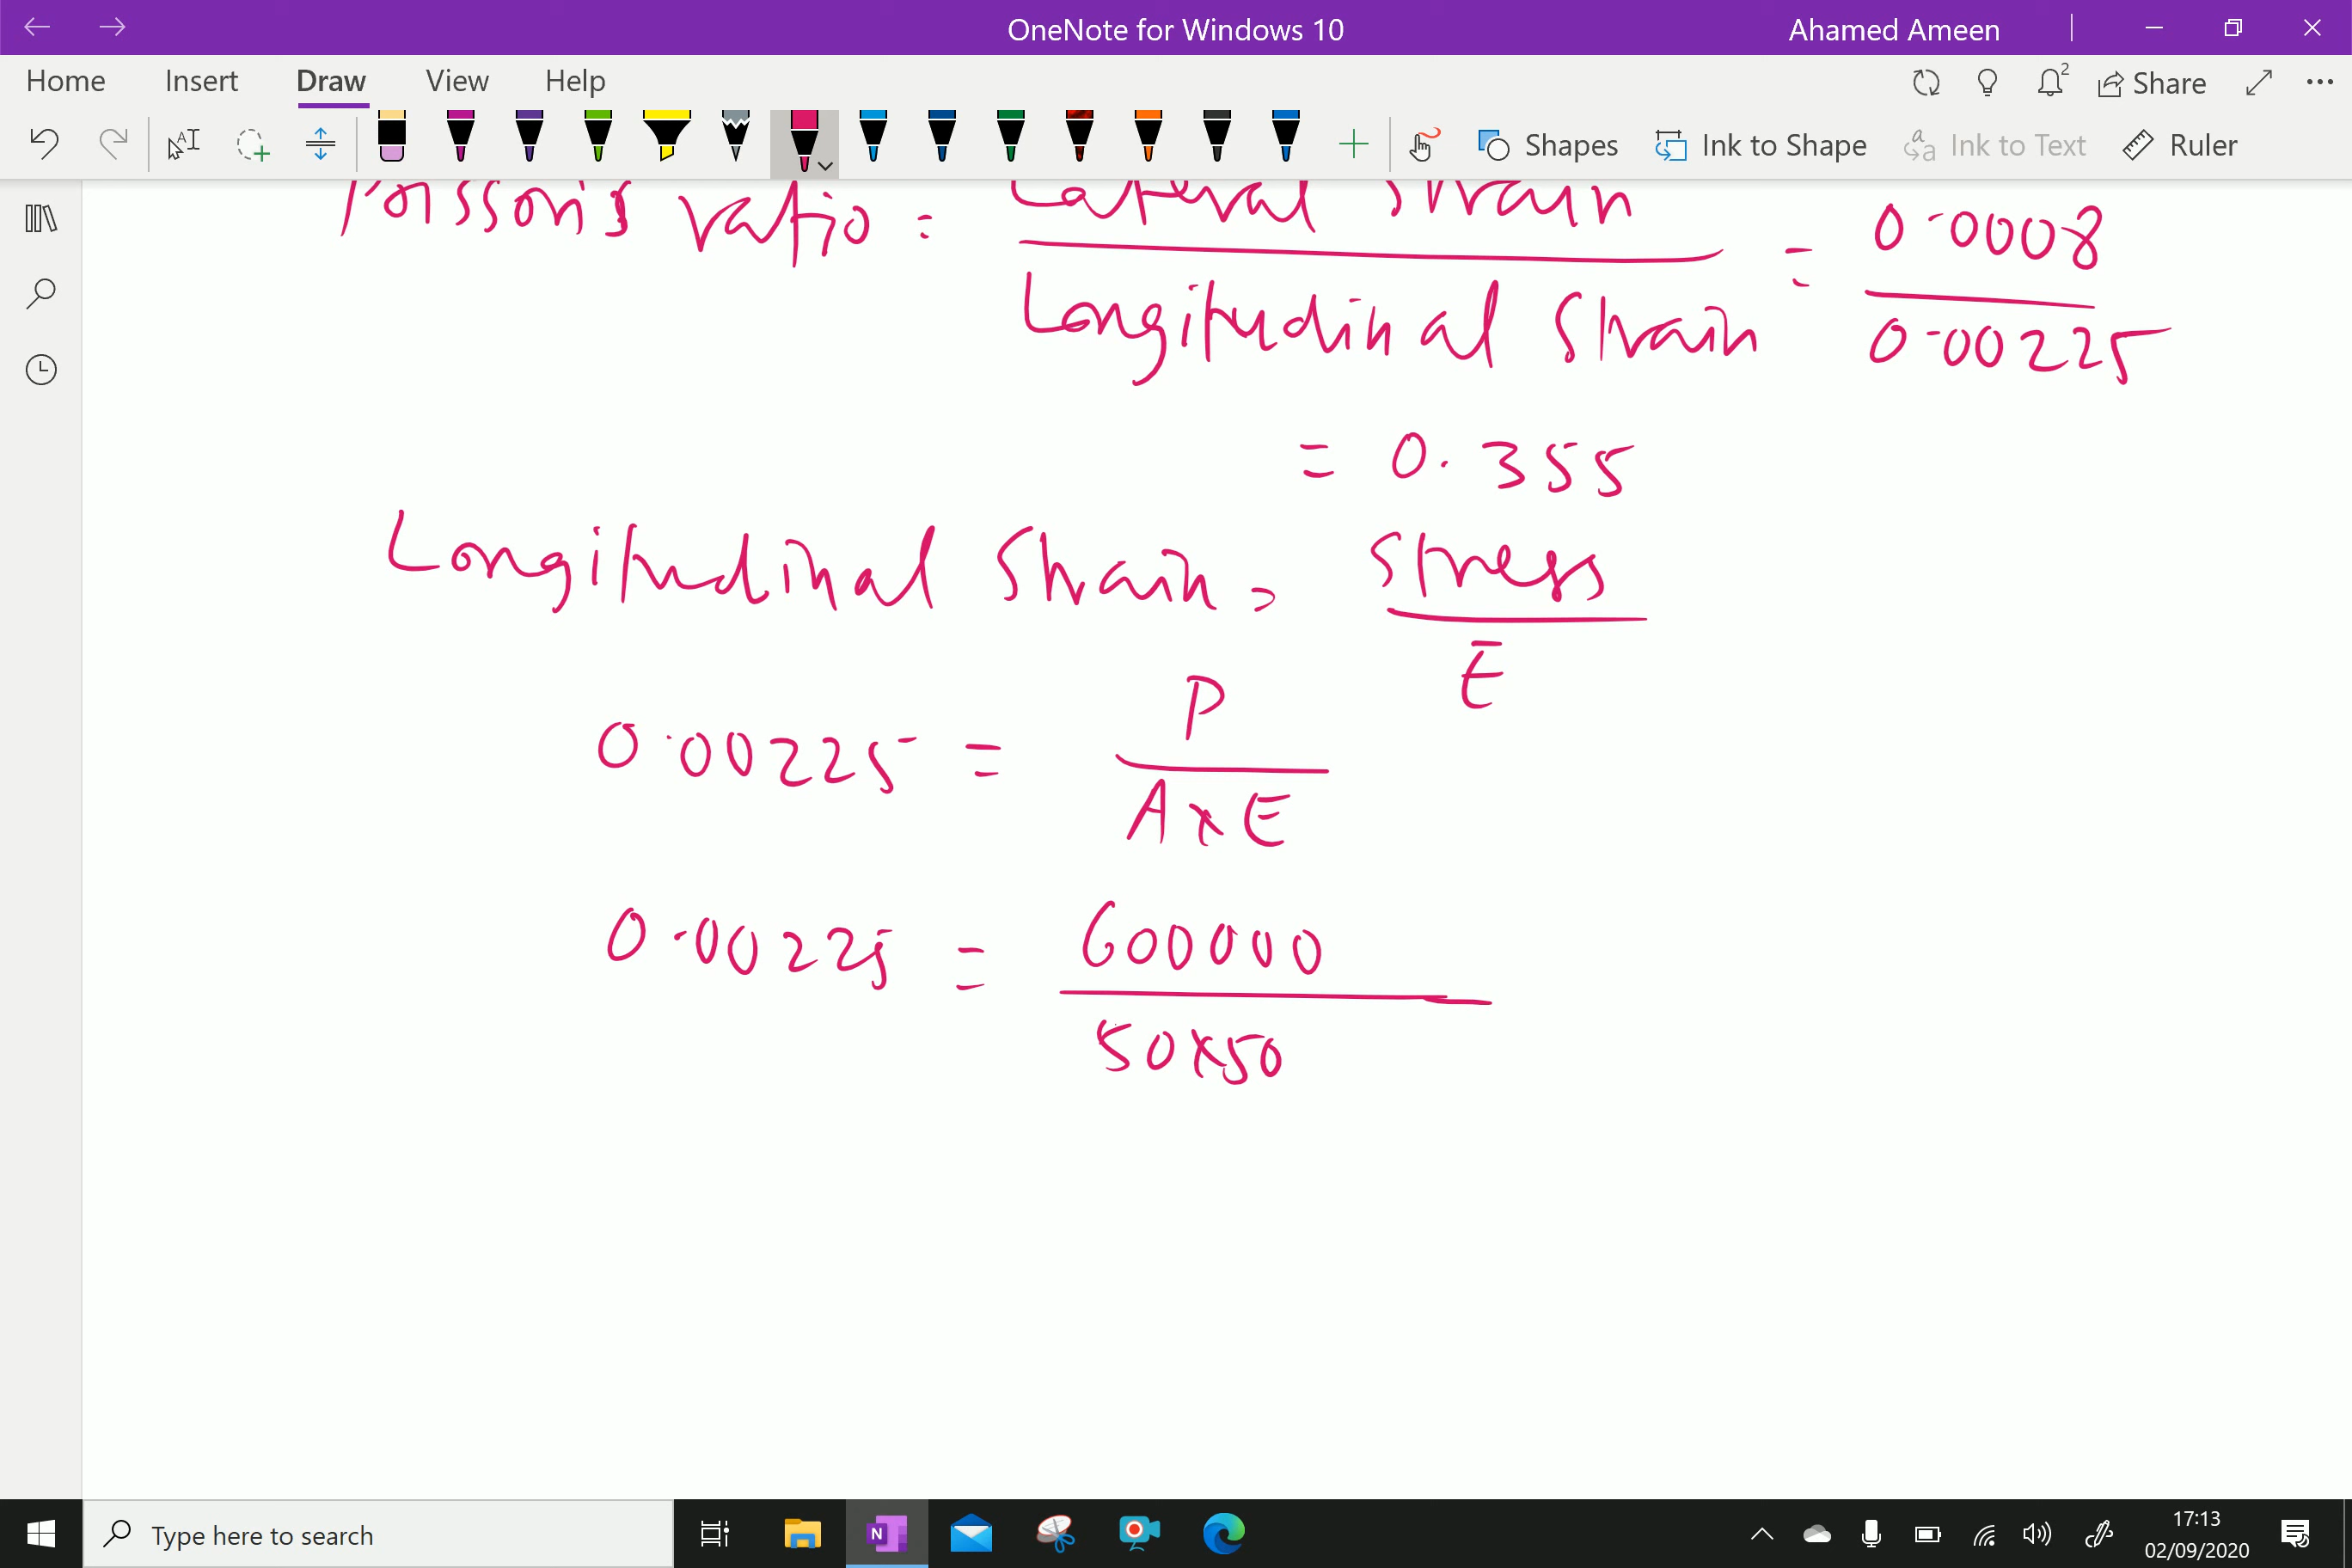 OneNote for Windows 10 Ahamed Ameen
Home Insert Draw View Help 2 Share
Shapes Ink to Shape Ink to Text Ruler
Poisson's ratio = Lateral Strain / Longitudinal Strain = 0.0008 / 0.00225
= 0.355
Longitudinal Strain = Stress / E
0.00225 = P / A×E
0.00225 = 600000 / 50×50
Type here to search
17:13
02/09/2020